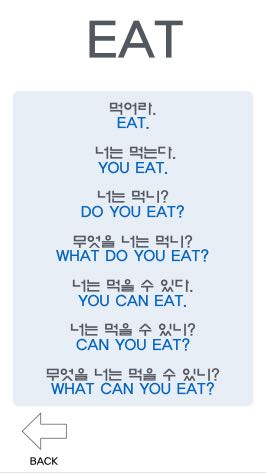 EAT
먹어라.
EAT.
너는 먹는다.
YOU EAT.
너는 먹니?
DO YOU EAT?
무엇을 너는 먹니?
WHAT DO YOU EAT?
너는 먹을 수 있다.
YOU CAN EAT.
너는 먹을 수 있니?
CAN YOU EAT?
무엇을 너는 먹을 수 있니?
WHAT CAN YOU EAT?
BACK